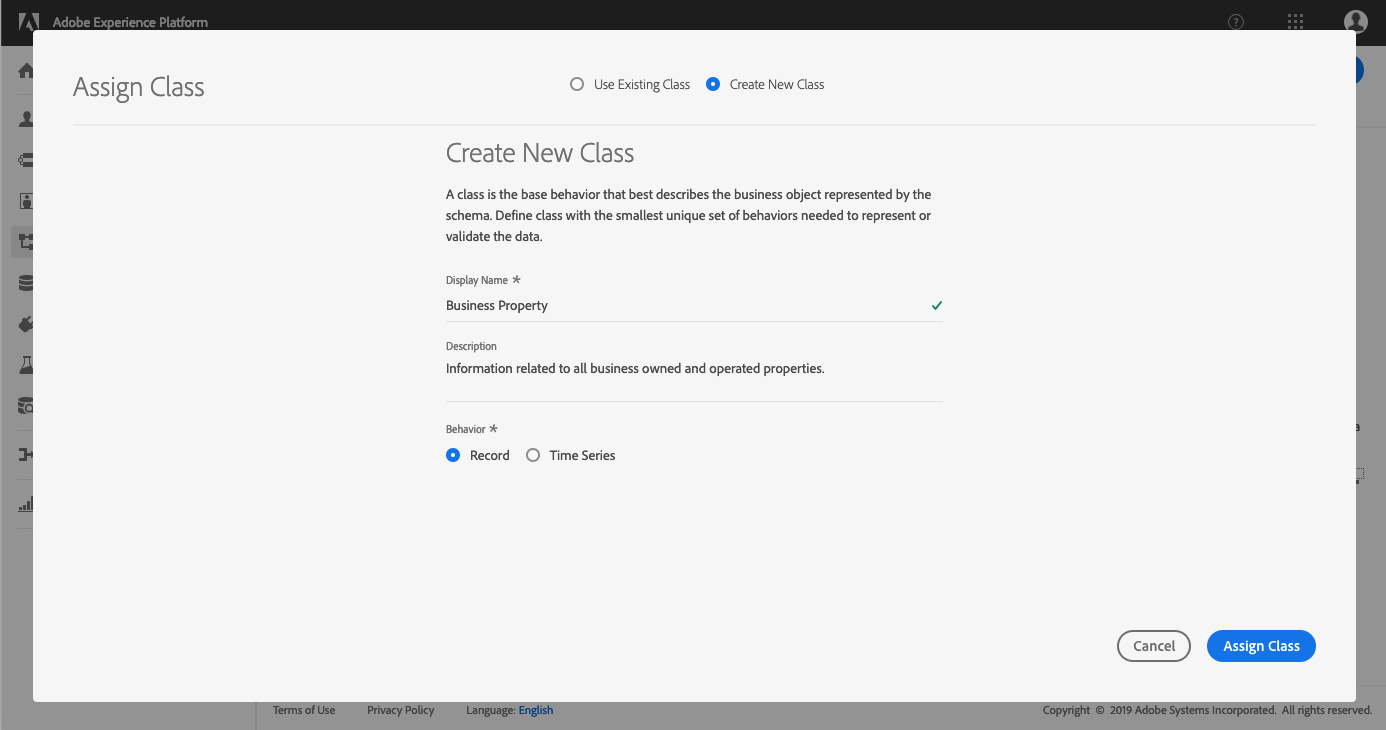 Adobe Experience Platform
Assign Class
Use Existing Class
Create New Class
Create New Class
A class is the base behavior that best describes the business object represented by the
schema. Define class with the smallest unique set of behaviors needed to represent or
validate the data.
Display Name *
Business Property
Description
Information related to all business owned and operated properties.
Behavior *
Record
Time Series
Cancel
Assign Class
Terms of Use
Privacy Policy
Language: English
Copyright © 2019 Adobe Systems Incorporated. All rights reserved.